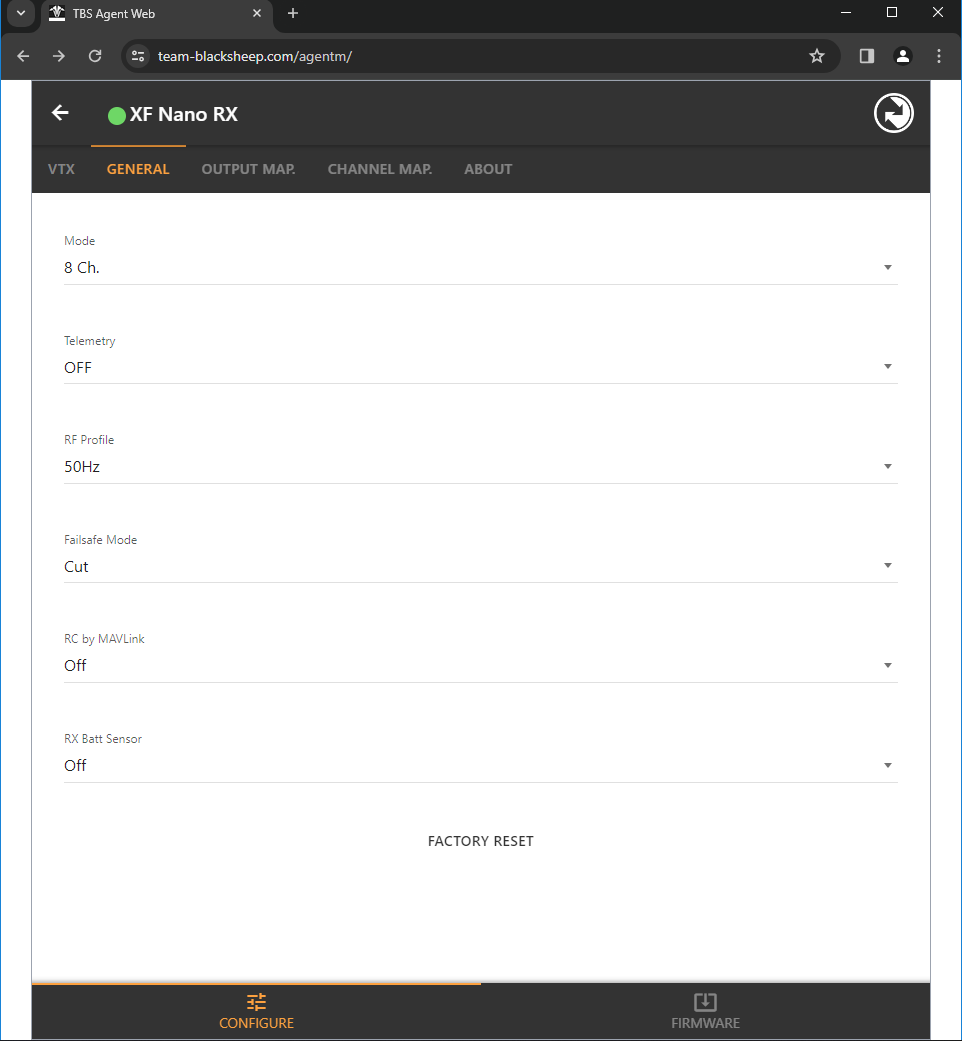 TBS Agent Web
team-blacksheep.com/agentm/
XF Nano RX
VTX GENERAL OUTPUT MAP. CHANNEL MAP. ABOUT
Mode
8 Ch.
Telemetry
OFF
RF Profile
50Hz
Failsafe Mode
Cut
RC by MAVLink
Off
RX Batt Sensor
Off
FACTORY RESET
CONFIGURE FIRMWARE